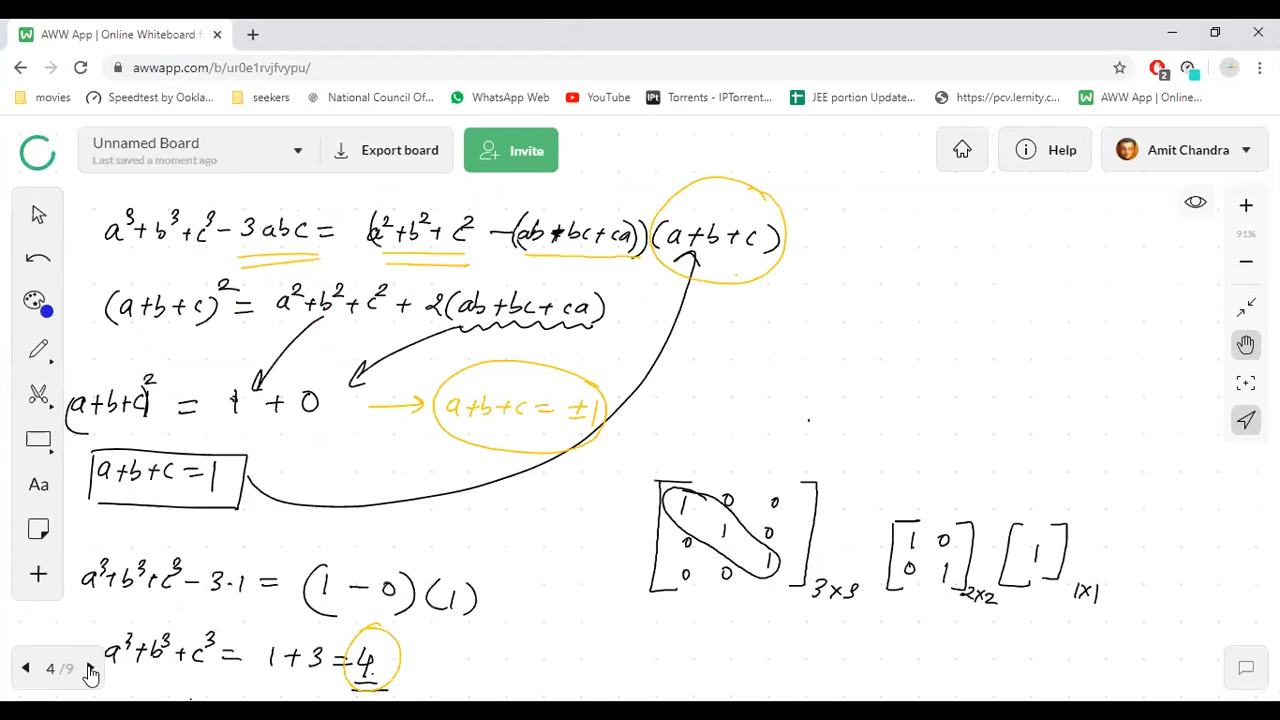 AWW App | Online Whiteboard f
awwapp.com/b/ur0e1rvjfvypu/
2
movies Speedtest by Ookla... seekers National Council Of... WhatsApp Web YouTube IPT Torrents - IPTorrent... JEE portion Update... https://pcv.lernity.c... AWW App | Online...
Unnamed Board
Last saved a moment ago
Export board
Invite
Help
Amit Chandra
91%
Aa
a³+b³+c³-3abc = (a²+b²+c² -(ab+bc+ca))(a+b+c)
(a+b+c)² = a²+b²+c² + 2(ab+bc+ca)
(a+b+c)² = 1 + 0 → a+b+c = ±1
a+b+c = 1
a³+b³+c³-3·1 = (1-0)(1)
a³+b³+c³ = 1+3 = 4
1 0 0
0 1 0
0 0 1
3×3
1 0
0 1
2×2
1
1×1
4 /9